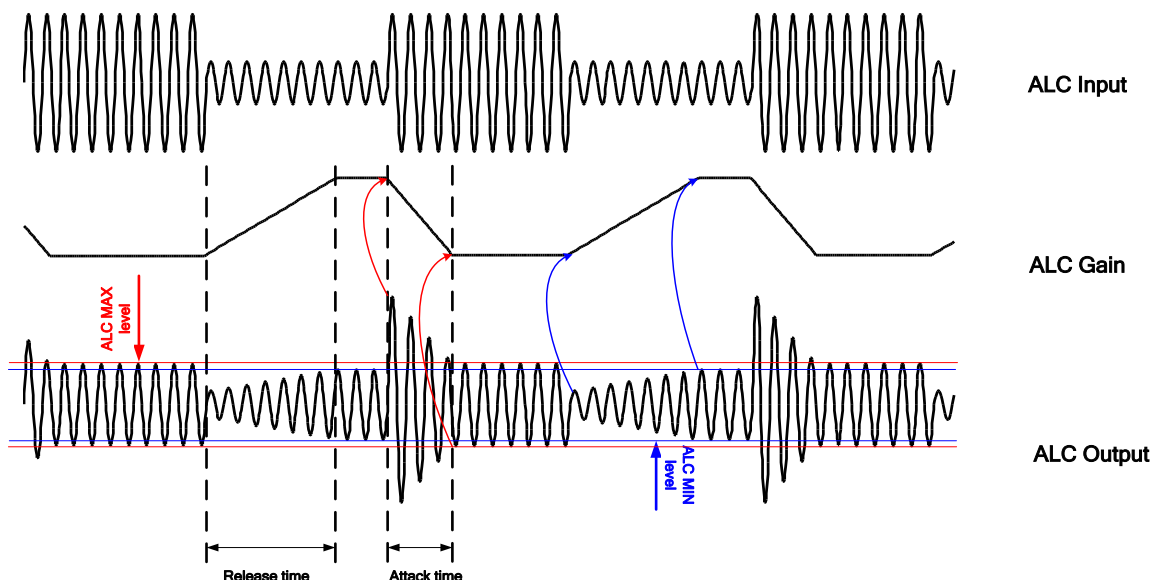 ALC Input
ALC Gain
ALC MAX
level
ALC MIN
level
ALC Output
Release time
Attack time